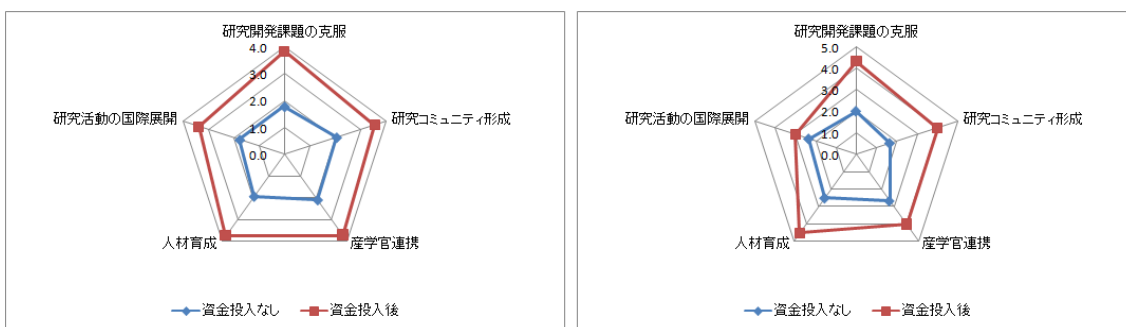 研究開発課題の克服
4.0
3.0
2.0
1.0
0.0
研究コミュニティ形成
産学官連携
人材育成
研究活動の国際展開
資金投入なし 資金投入後
研究開発課題の克服
5.0
4.0
3.0
2.0
1.0
0.0
研究コミュニティ形成
産学官連携
人材育成
研究活動の国際展開
資金投入なし 資金投入後